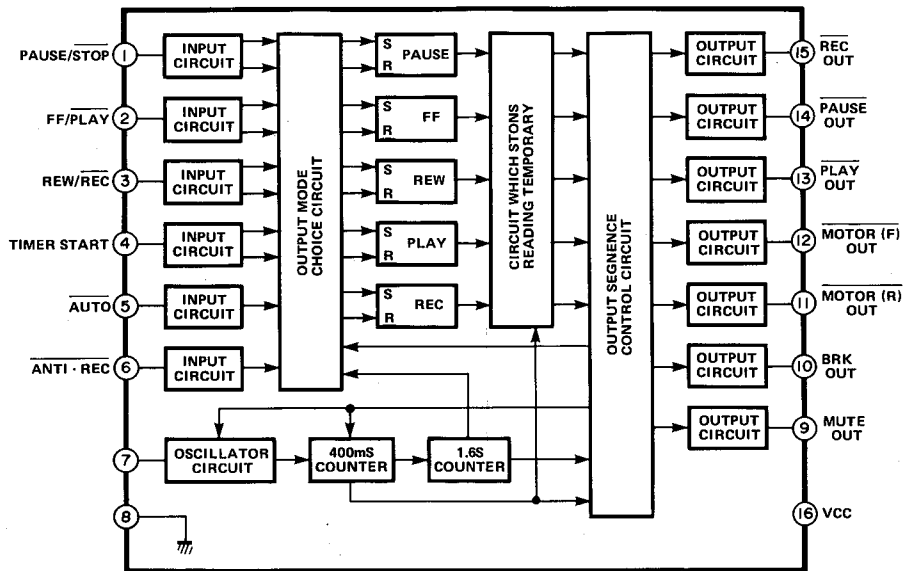 PAUSE/STOP
1
INPUT
CIRCUIT
FF/PLAY
2
INPUT
CIRCUIT
REW/REC
3
INPUT
CIRCUIT
TIMER START
4
INPUT
CIRCUIT
AUTO
5
INPUT
CIRCUIT
ANTI · REC
6
INPUT
CIRCUIT
7
OSCILLATOR
CIRCUIT
8
400mS
COUNTER
1.6S
COUNTER
OUTPUT MODE
CHOICE CIRCUIT
S
R
PAUSE
S
R
FF
S
R
REW
S
R
PLAY
S
R
REC
CIRCUIT WHICH STONS
READING TEMPORARY
OUTPUT SEGNENCE
CONTROL CIRCUIT
OUTPUT
CIRCUIT
15
REC
OUT
OUTPUT
CIRCUIT
14
PAUSE
OUT
OUTPUT
CIRCUIT
13
PLAY
OUT
OUTPUT
CIRCUIT
12
MOTOR (F)
OUT
OUTPUT
CIRCUIT
11
MOTOR (R)
OUT
OUTPUT
CIRCUIT
10
BRK
OUT
OUTPUT
CIRCUIT
9
MUTE
OUT
16
VCC